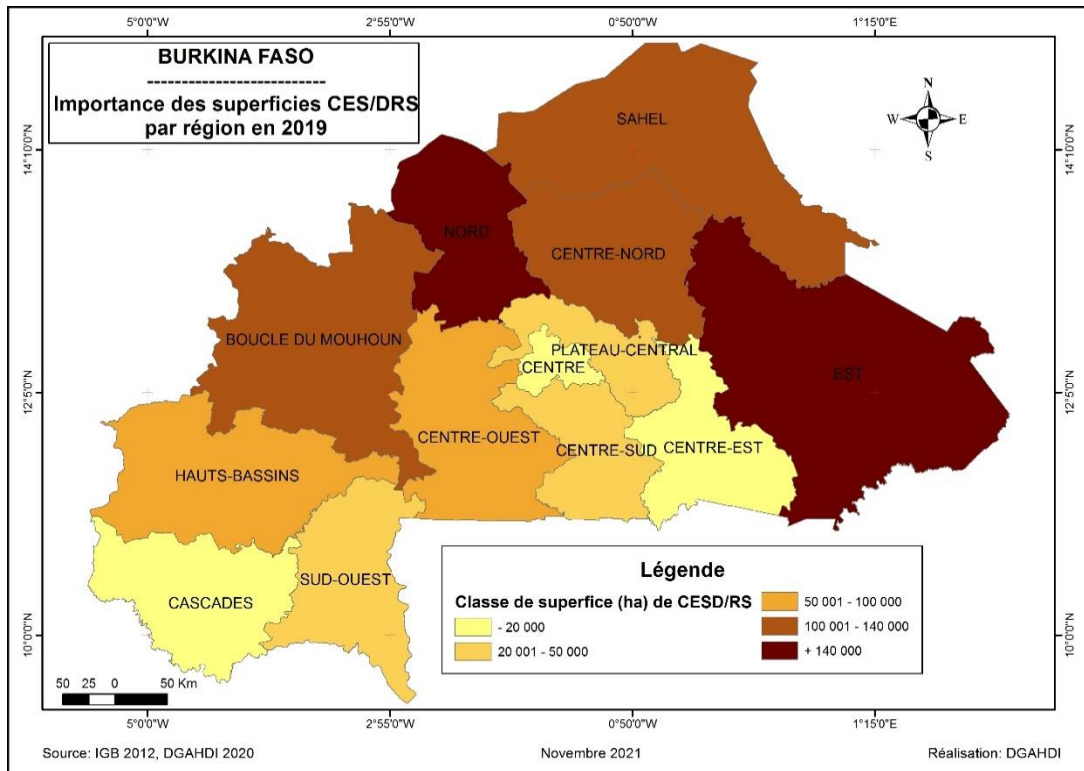 5°0'0"W 2°55'0"W 0°50'0"W 1°15'0"E
BURKINA FASO
--------------------------
Importance des superficies CES/DRS
par région en 2019
N
W E
S
14°10'0"N 14°10'0"N
SAHEL
NORD
CENTRE-NORD
BOUCLE DU MOUHOUN
PLATEAU-CENTRAL
CENTRE
EST
12°5'0"N 12°5'0"N
CENTRE-OUEST
CENTRE-SUD
CENTRE-EST
HAUTS-BASSINS
SUD-OUEST
CASCADES
10°0'0"N 10°0'0"N
Légende
Classe de superfice (ha) de CESD/RS
- 20 000
20 001 - 50 000
50 001 - 100 000
100 001 - 140 000
+ 140 000
50 25 0 50 Km
5°0'0"W 2°55'0"W 0°50'0"W 1°15'0"E
Source: IGB 2012, DGAHDI 2020 Novembre 2021 Réalisation: DGAHDI